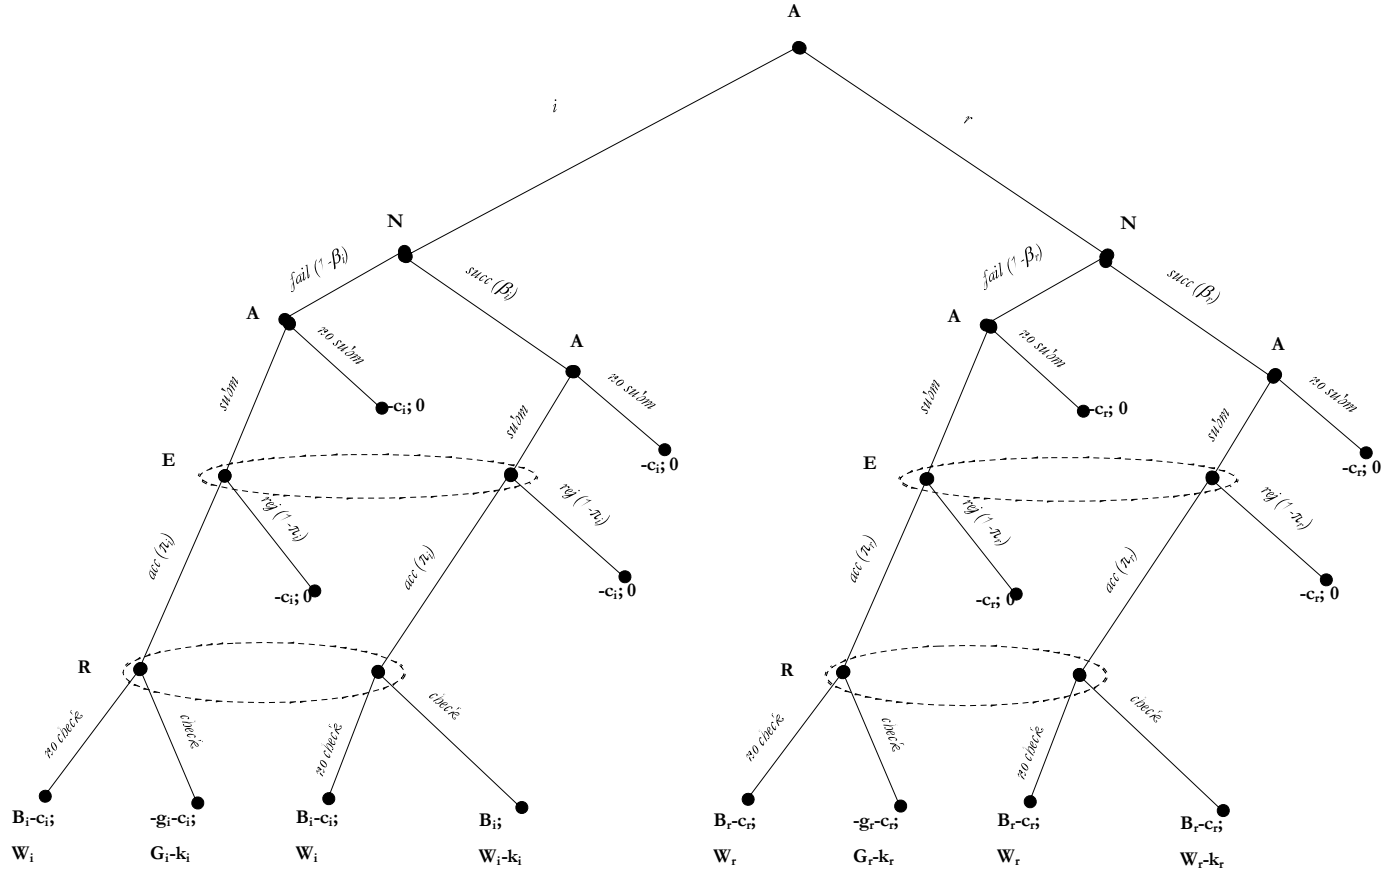 A
i
r
N
N
fail (1-βᵢ)
succ (βᵢ)
fail (1-βᵣ)
succ (βᵣ)
A
no subm
A
no subm
A
no subm
A
no subm
subm
-cᵢ; 0
subm
-cᵢ; 0
subm
-cᵣ; 0
subm
-cᵣ; 0
E
rej (1-πᵢ)
rej (1-πᵢ)
E
rej (1-πᵣ)
rej (1-πᵣ)
acc (πᵢ)
-cᵢ; 0
acc (πᵢ)
-cᵢ; 0
acc (πᵣ)
-cᵣ; 0
acc (πᵣ)
-cᵣ; 0
R
R
no check
check
no check
check
no check
check
no check
check
Bᵢ-cᵢ;
-gᵢ-cᵢ;
Bᵢ-cᵢ;
Bᵢ;
Bᵣ-cᵣ;
-gᵣ-cᵣ;
Bᵣ-cᵣ;
Bᵣ-cᵣ;
Wᵢ
Gᵢ-kᵢ
Wᵢ
Wᵢ-kᵢ
Wᵣ
Gᵣ-kᵣ
Wᵣ
Wᵣ-kᵣ